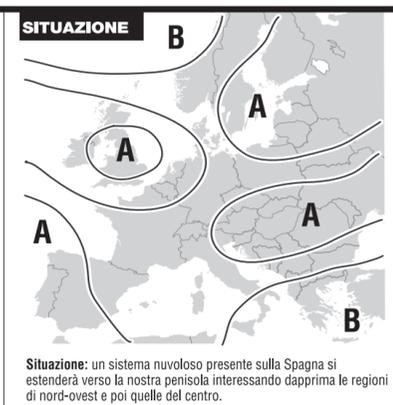 SITUAZIONE
B
A
A
A
A
B
Situazione: un sistema nuvoloso presente sulla Spagna si
estenderà verso la nostra penisola interessando dapprima le regioni
di nord-ovest e poi quelle del centro.